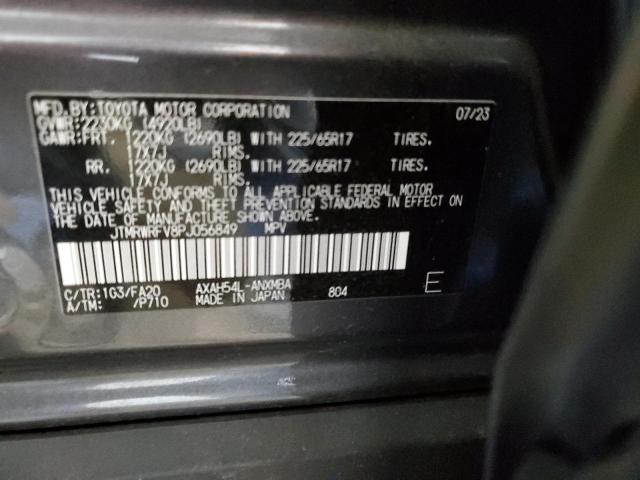 MFD.BY:TOYOTA MOTOR CORPORATION 07/23
GVWR:2230KG (4920LB)
GAWR:FRT. 1220KG (2690LB) WITH 225/65R17 TIRES.
17X7J RIMS.
RR. 1220KG (2690LB) WITH 225/65R17 TIRES.
17X7J RIMS.
THIS VEHICLE CONFORMS TO ALL APPLICABLE FEDERAL MOTOR
VEHICLE SAFETY AND THEFT PREVENTION STANDARDS IN EFFECT ON
THE DATE OF MANUFACTURE SHOWN ABOVE.
JTMRWRFV8PJ056849 MPV
C/TR:1G3/FA20 AXAH54L-ANXMBA 804 E
A/TM: /P710 MADE IN JAPAN